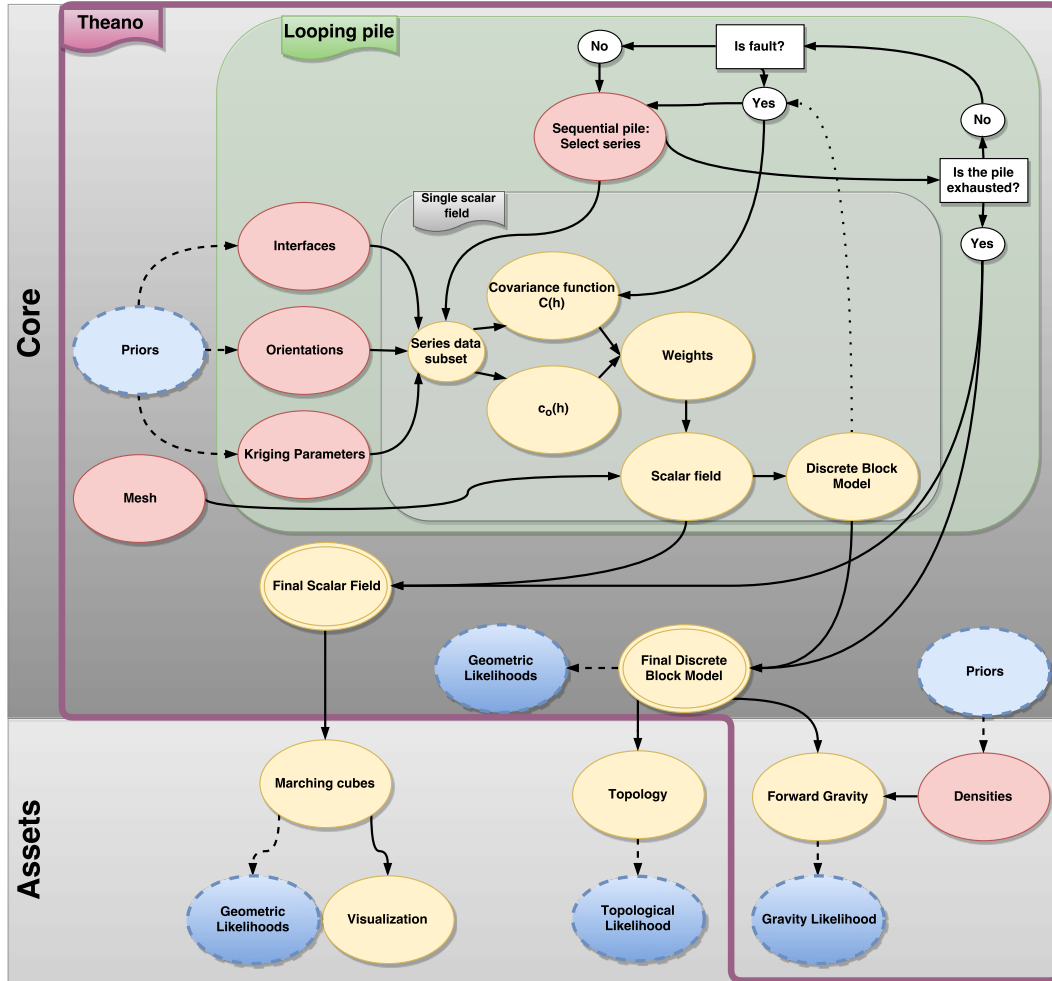 Theano
Looping pile
No
Is fault?
Yes
No
Sequential pile:
Select series
Is the pile
exhausted?
Yes
Single scalar
field
Interfaces
Covariance function
C(h)
Core
Priors
Orientations
Series data
subset
Weights
c₀(h)
Kriging Parameters
Mesh
Scalar field
Discrete Block
Model
Final Scalar Field
Geometric
Likelihoods
Final Discrete
Block Model
Priors
Assets
Marching cubes
Topology
Forward Gravity
Densities
Geometric
Likelihoods
Visualization
Topological
Likelihood
Gravity Likelihood